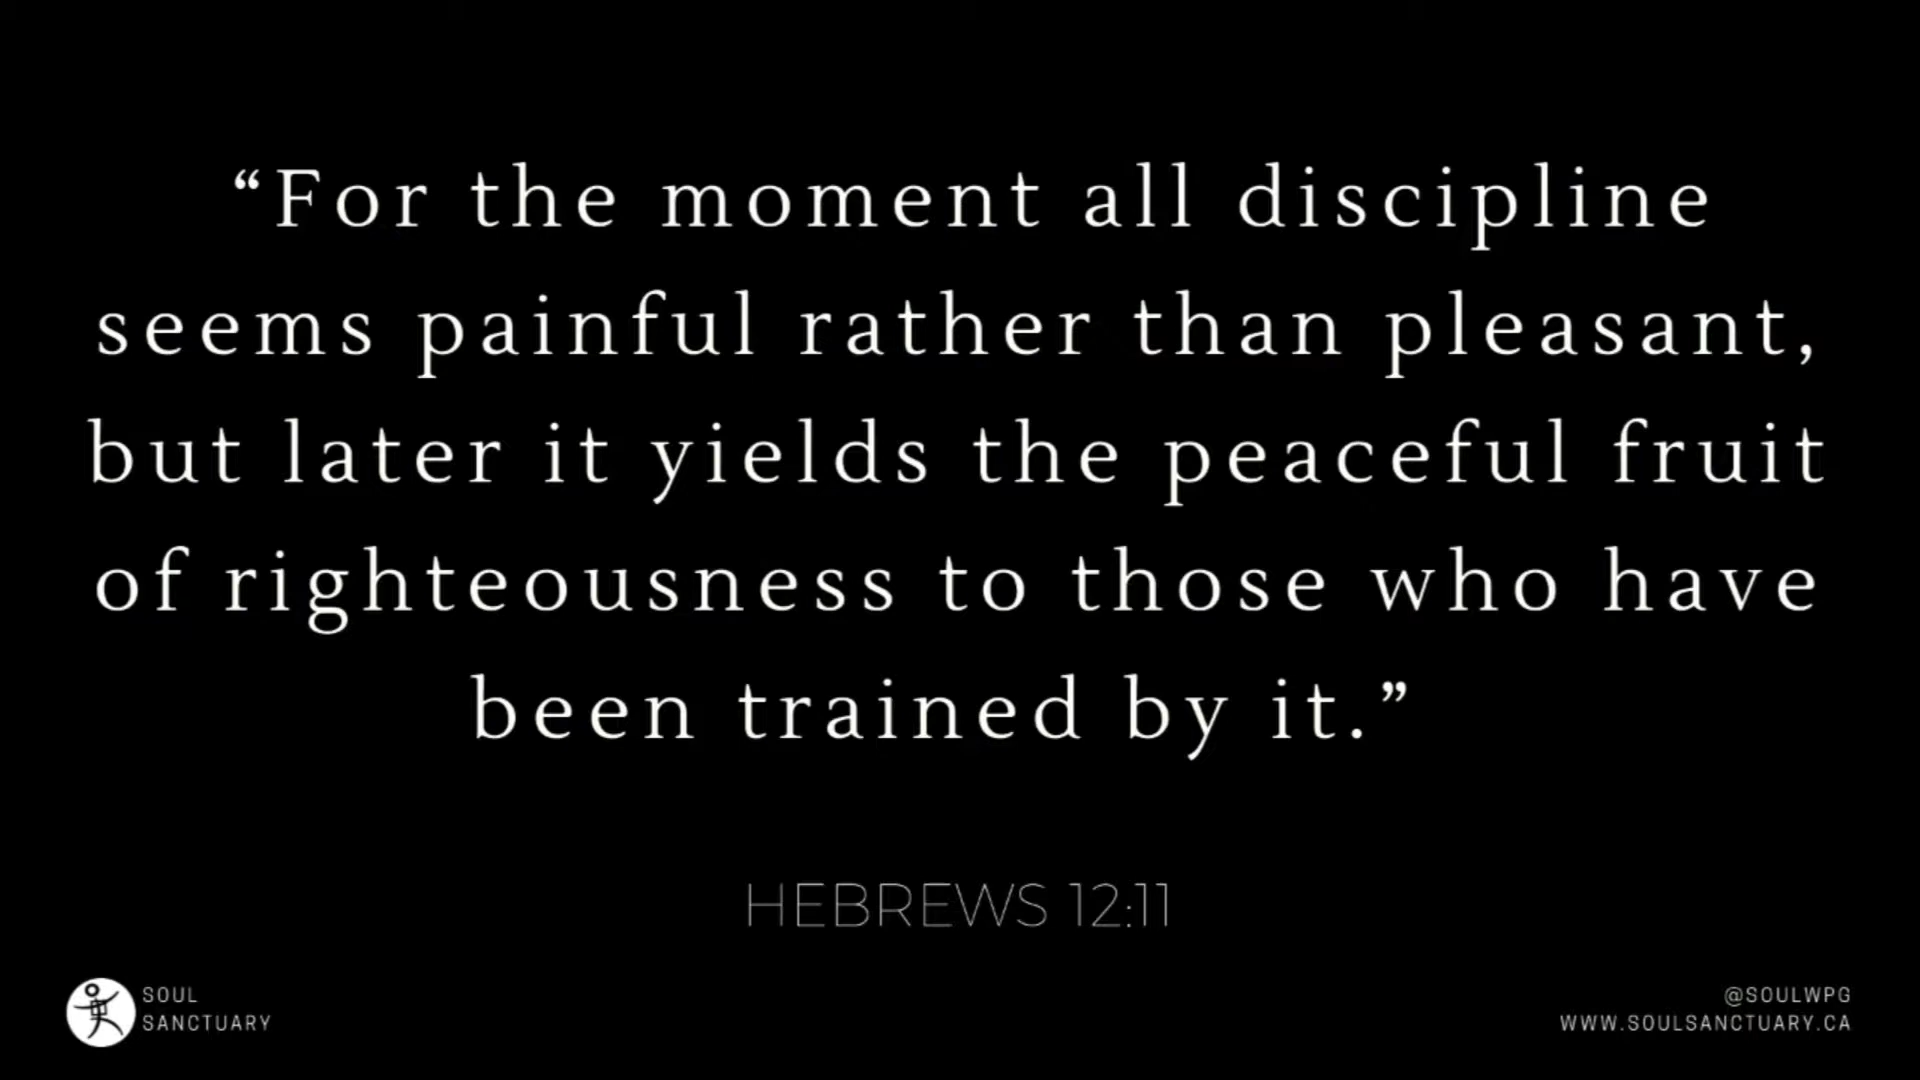 “For the moment all discipline
seems painful rather than pleasant,
but later it yields the peaceful fruit
of righteousness to those who have
been trained by it.”
HEBREWS 12:11
SOUL
SANCTUARY
@SOULWPG
WWW.SOULSANCTUARY.CA